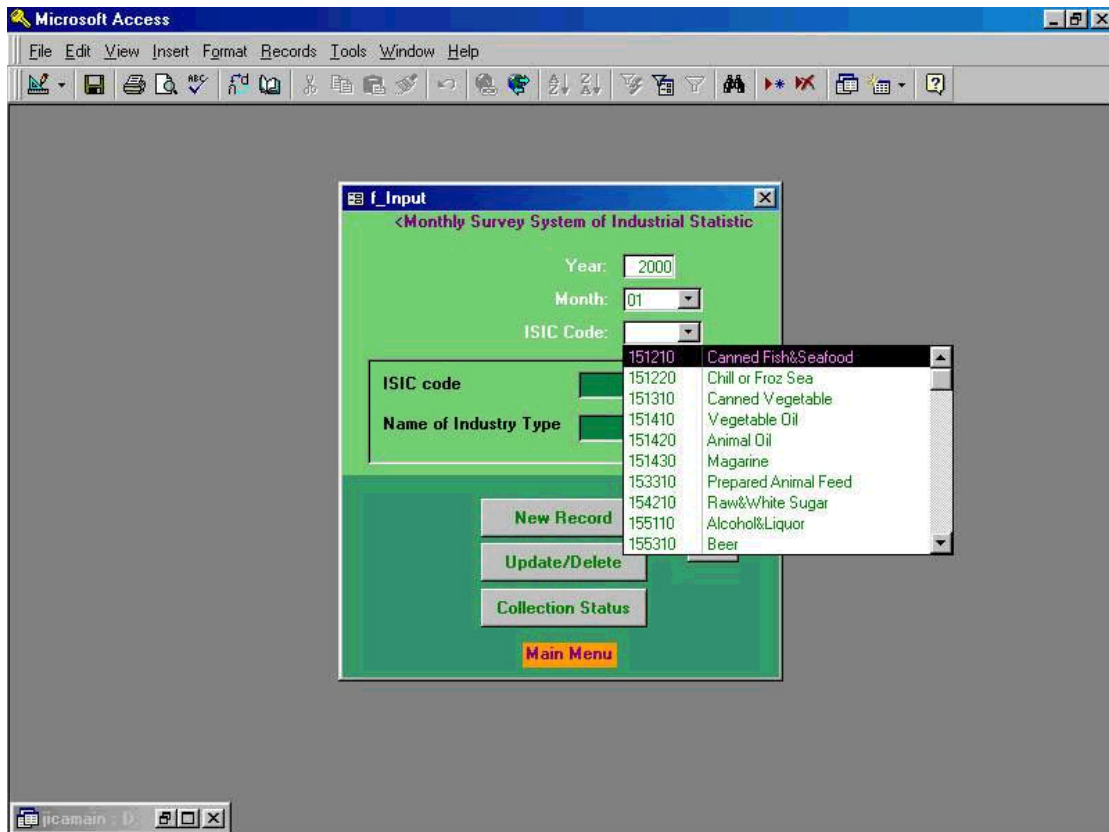 Microsoft Access
File Edit View Insert Format Records Tools Window Help
f_Input
<Monthly Survey System of Industrial Statistic
Year: 2000
Month: 01
ISIC Code:
151210 Canned Fish&Seafood
151220 Chill or Froz Sea
151310 Canned Vegetable
151410 Vegetable Oil
151420 Animal Oil
151430 Magarine
153310 Prepared Animal Feed
154210 Raw&White Sugar
155110 Alcohol&Liquor
155310 Beer
ISIC code
Name of Industry Type
New Record
Update/Delete
Collection Status
Main Menu
jicamain : D